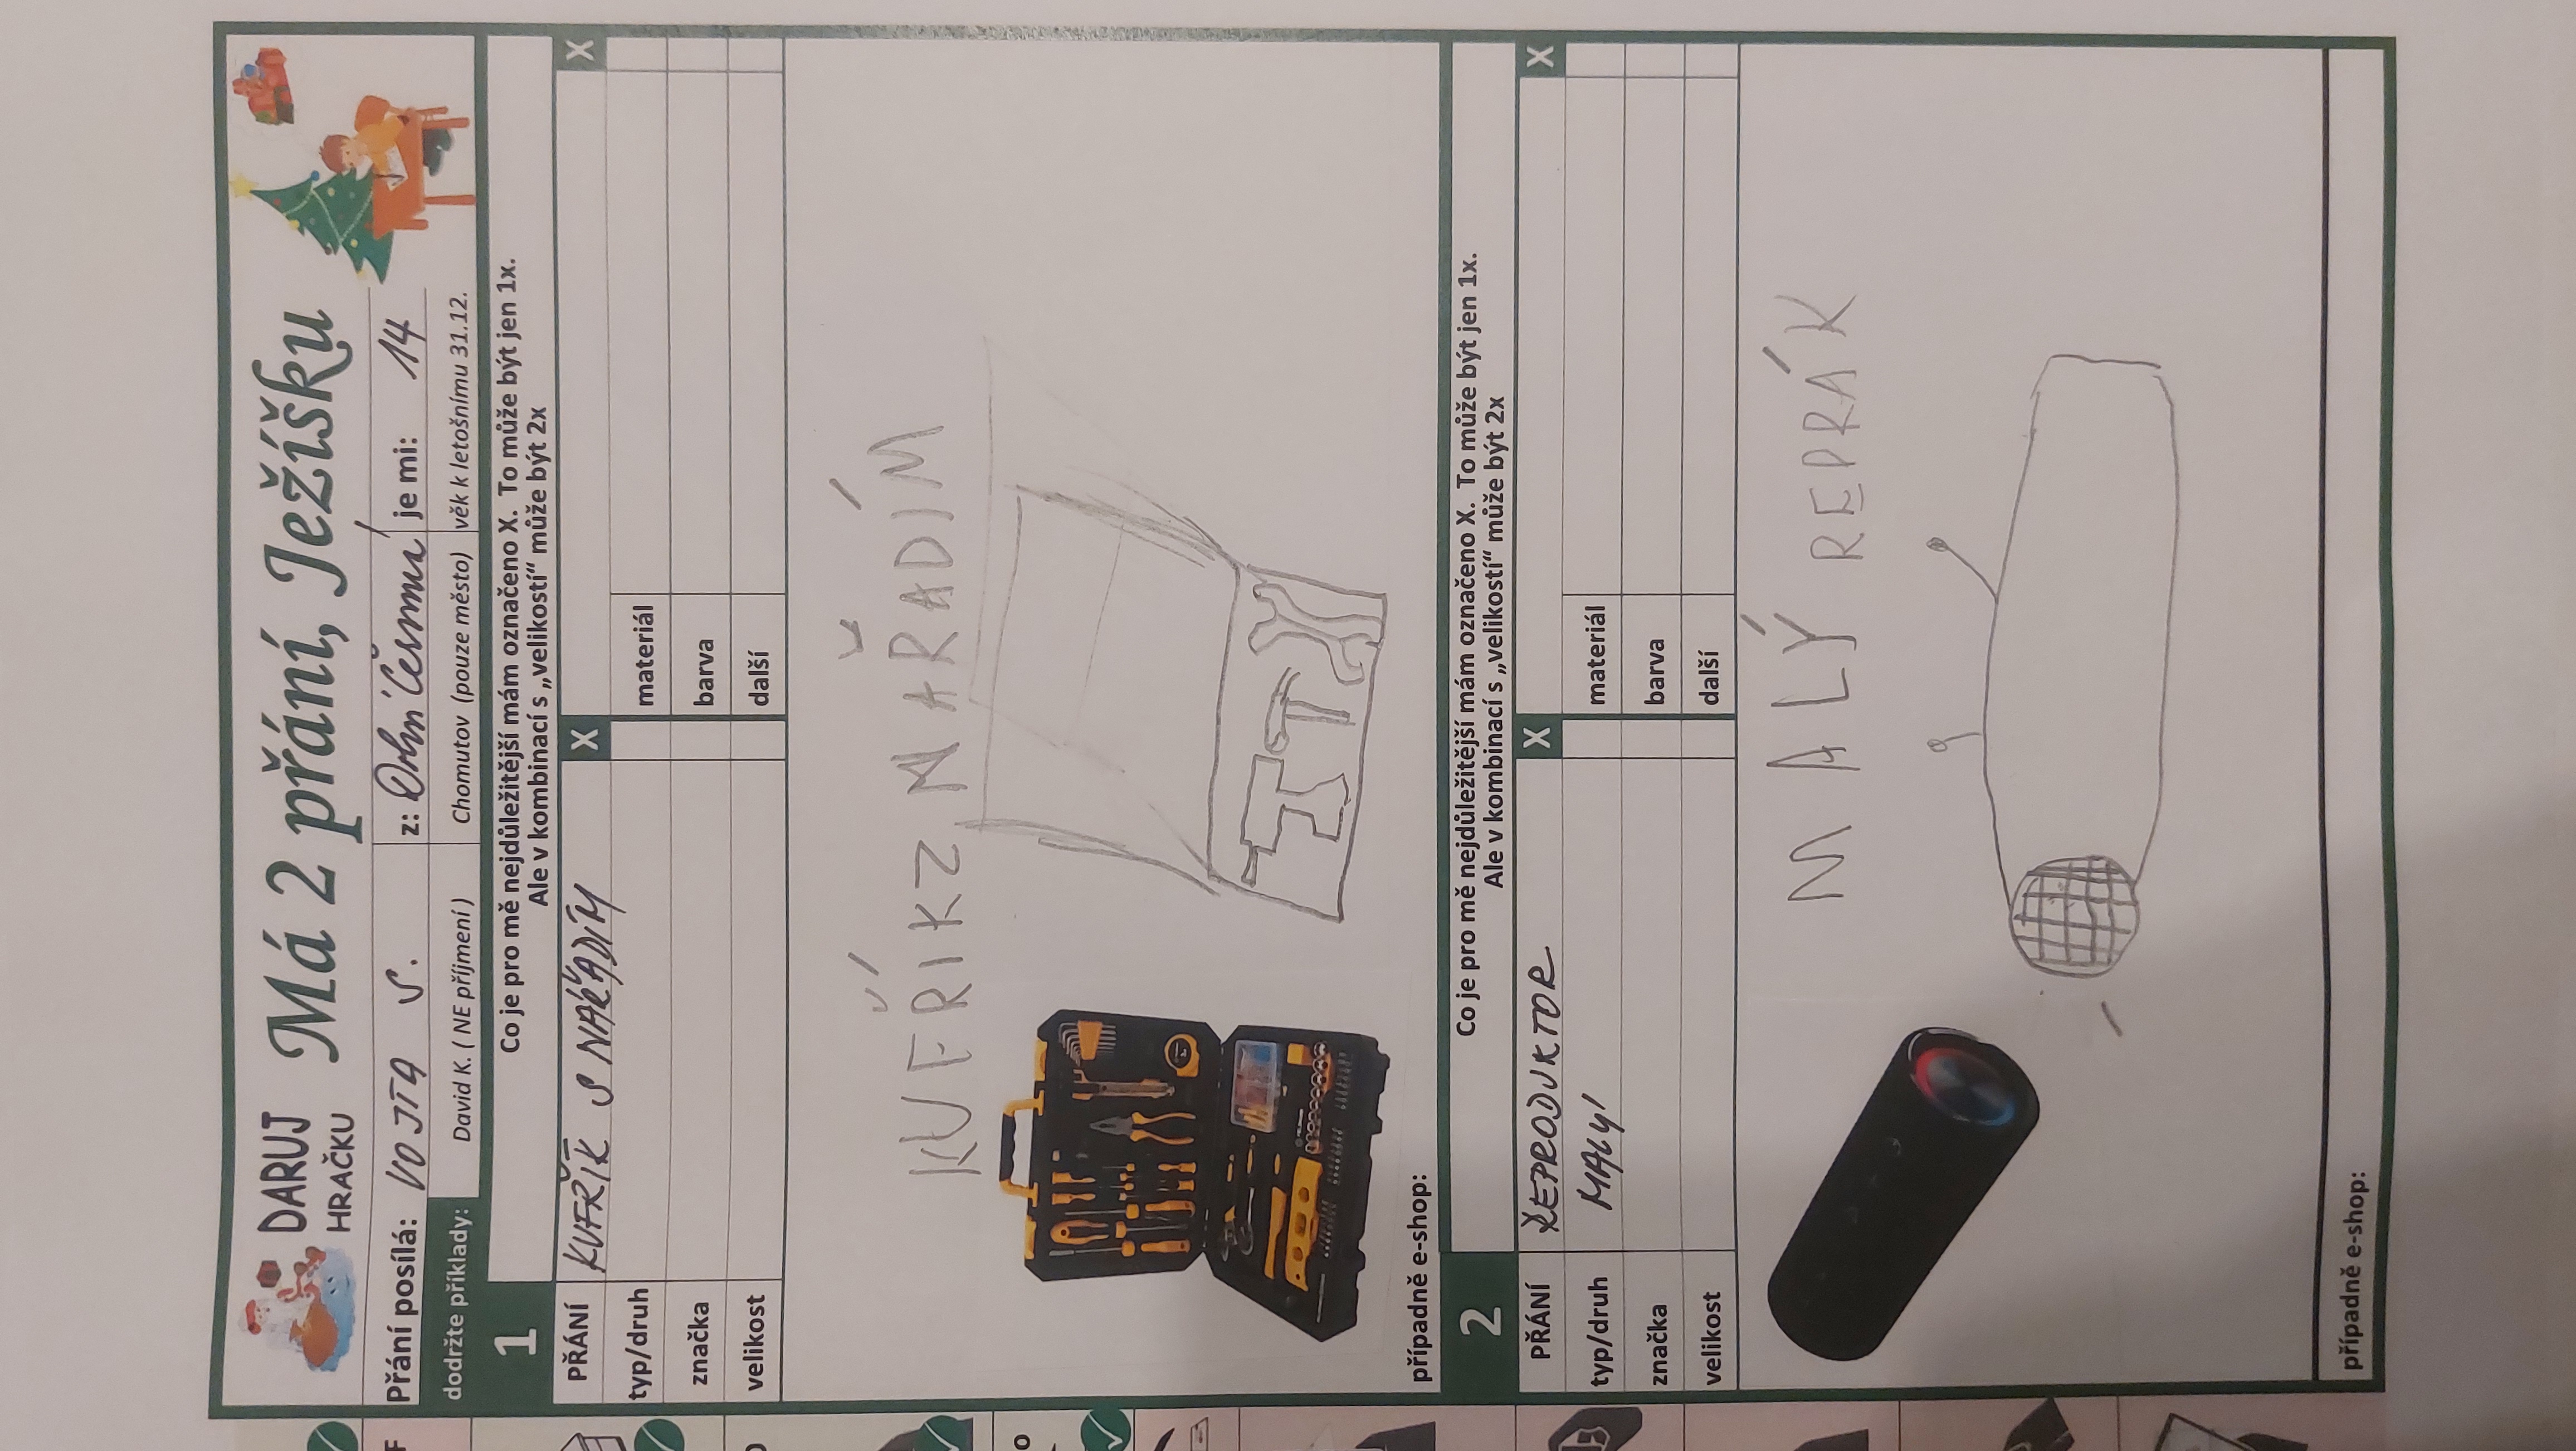 DARUJ
HRAČKU
Má 2 přání, Ježíšku
Přání posílá: VOJTA S. z: Dolní Černná je mi: 14
dodržte příklady: David K. ( NE příjmení ) Chomutov (pouze město) věk k letošnímu 31.12.
1 Co je pro mě nejdůležitější mám označeno X. To může být jen 1x.
Ale v kombinací s „velikostí“ může být 2x
PŘÁNÍ KUFŘÍK S NÁŘADÍM X X
typ/druh materiál
značka barva
velikost další
KUFŘÍK Z NAŘADÍM
případně e-shop:
2 Co je pro mě nejdůležitější mám označeno X. To může být jen 1x.
Ale v kombinací s „velikostí“ může být 2x
PŘÁNÍ REPRODUKTOR X X
typ/druh MALÝ materiál
značka barva
velikost další
MALÝ REPRÁK
případně e-shop: